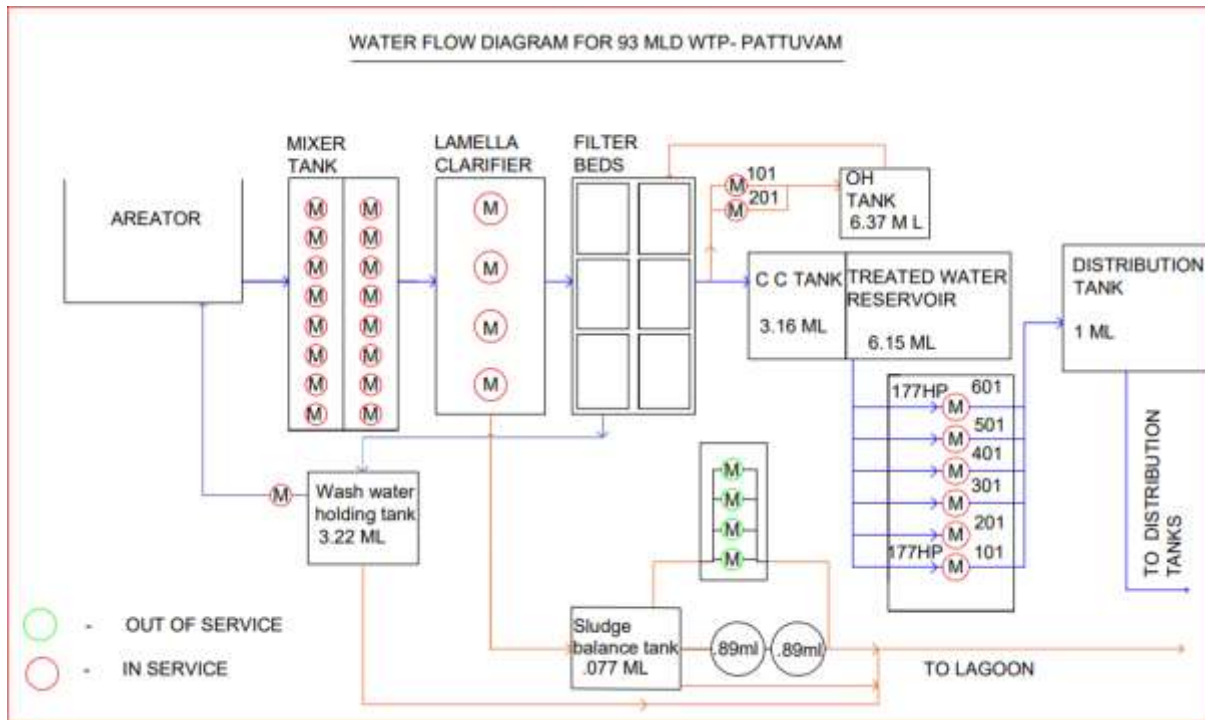 WATER FLOW DIAGRAM FOR 93 MLD WTP- PATTUVAM
MIXER
TANK
LAMELLA
CLARIFIER
FILTER
BEDS
AREATOR
M M
M M
M M
M M
M M
M M
M M
M M
M
M
M
M
M 101
M 201
OH
TANK
6.37 M L
C C TANK
3.16 ML
TREATED WATER
RESERVOIR
6.15 ML
DISTRIBUTION
TANK
1 ML
177HP M 601
M 501
M 401
M 301
M 201
177HP M 101
TO DISTRIBUTION
TANKS
M
Wash water
holding tank
3.22 ML
M
M
M
M
Sludge
balance tank
.077 ML
.89ml
.89ml
TO LAGOON
- OUT OF SERVICE
- IN SERVICE